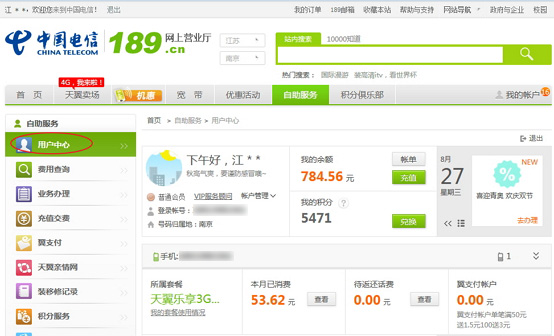 江 * *，欢迎您来到中国电信！ 退出
我的订单 189邮箱 收藏本站 帮助与支持 网站导航 政府与企业 校园
中国电信
CHINA TELECOM
189
.cn
网上营业厅
江苏
南京
站内搜索 10000知道
热门搜索： 国际漫游 装高清itv，看世界杯
4G，我来啦！
首 页 天翼卖场 机惠 宽 带 优惠活动 自助服务 积分俱乐部 我的帐户 16
自助服务
用户中心
费用查询
业务办理
充值交费
翼支付
天翼亲情网
装移修记录
积分服务
首页 > 自助服务 > 用户中心
退出
下午好，江 * *
秋高气爽，要谨防感冒噢~
普通会员 VIP服务顾问 帐户管理
登录帐号：
号码归属地：南京
我的余额 帐单
784.56 元 充值
我的积分 ?
5471 兑换
8月
27
星期三
NEW
喜迎青奥 欢庆双节
去办理
手机: 1
所属套餐
天翼乐享3G...
我的套餐使用情况
本月已消费
53.62 元 查看
待返还话费
0.00 元 查看
翼支付帐户
0.00 元
翼支付帐户单笔满50元
送1.5元100送3元